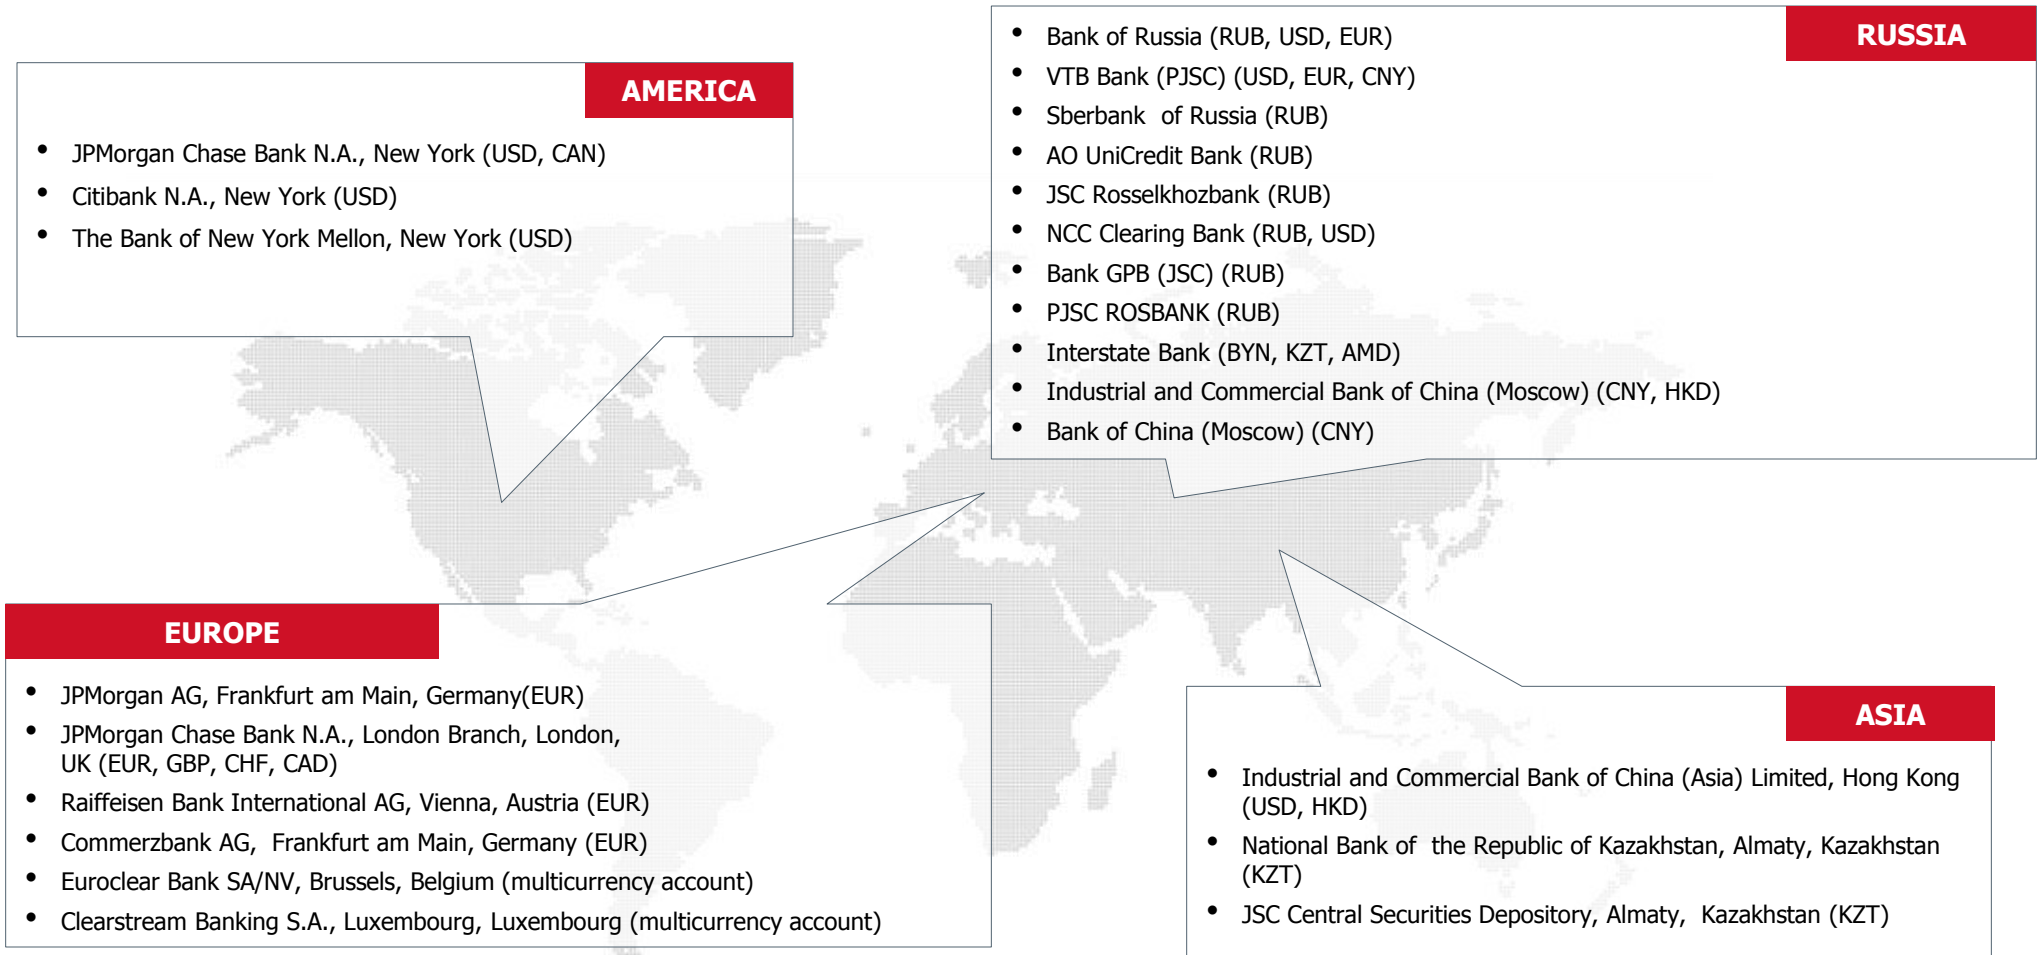 AMERICA
• JPMorgan Chase Bank N.A., New York (USD, CAN)
• Citibank N.A., New York (USD)
• The Bank of New York Mellon, New York (USD)
RUSSIA
• Bank of Russia (RUB, USD, EUR)
• VTB Bank (PJSC) (USD, EUR, CNY)
• Sberbank of Russia (RUB)
• AO UniCredit Bank (RUB)
• JSC Rosselkhozbank (RUB)
• NCC Clearing Bank (RUB, USD)
• Bank GPB (JSC) (RUB)
• PJSC ROSBANK (RUB)
• Interstate Bank (BYN, KZT, AMD)
• Industrial and Commercial Bank of China (Moscow) (CNY, HKD)
• Bank of China (Moscow) (CNY)
EUROPE
• JPMorgan AG, Frankfurt am Main, Germany(EUR)
• JPMorgan Chase Bank N.A., London Branch, London,
UK (EUR, GBP, CHF, CAD)
• Raiffeisen Bank International AG, Vienna, Austria (EUR)
• Commerzbank AG, Frankfurt am Main, Germany (EUR)
• Euroclear Bank SA/NV, Brussels, Belgium (multicurrency account)
• Clearstream Banking S.A., Luxembourg, Luxembourg (multicurrency account)
ASIA
• Industrial and Commercial Bank of China (Asia) Limited, Hong Kong
(USD, HKD)
• National Bank of the Republic of Kazakhstan, Almaty, Kazakhstan
(KZT)
• JSC Central Securities Depository, Almaty, Kazakhstan (KZT)